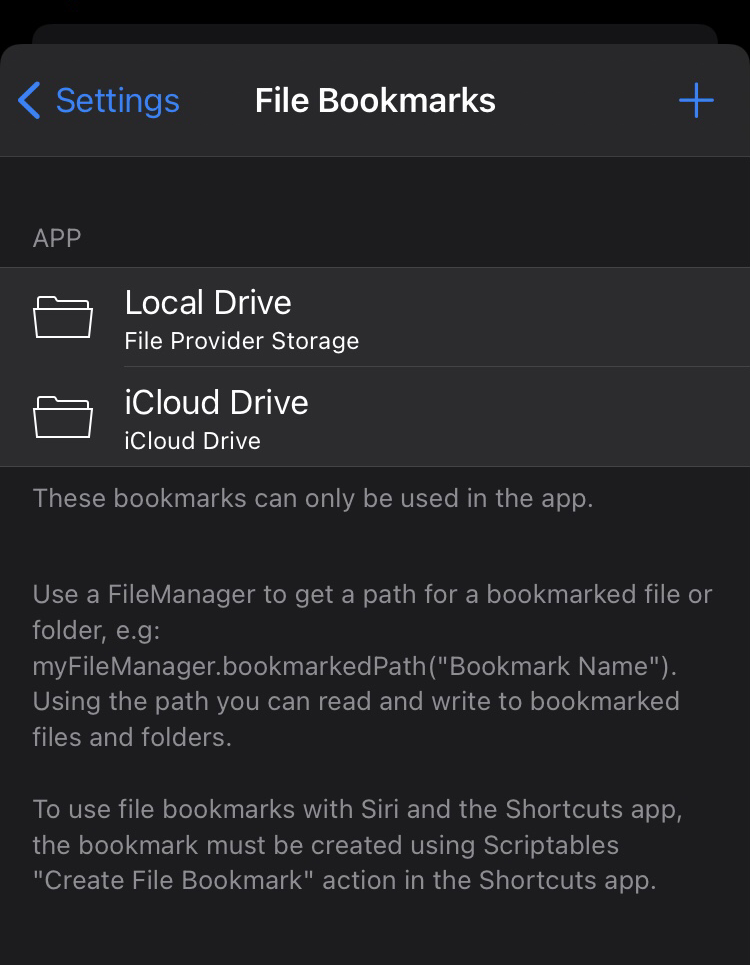 Settings
File Bookmarks
APP
Local Drive
File Provider Storage
iCloud Drive
iCloud Drive
These bookmarks can only be used in the app.
Use a FileManager to get a path for a bookmarked file or
folder, e.g:
myFileManager.bookmarkedPath("Bookmark Name").
Using the path you can read and write to bookmarked
files and folders.
To use file bookmarks with Siri and the Shortcuts app,
the bookmark must be created using Scriptables
"Create File Bookmark" action in the Shortcuts app.